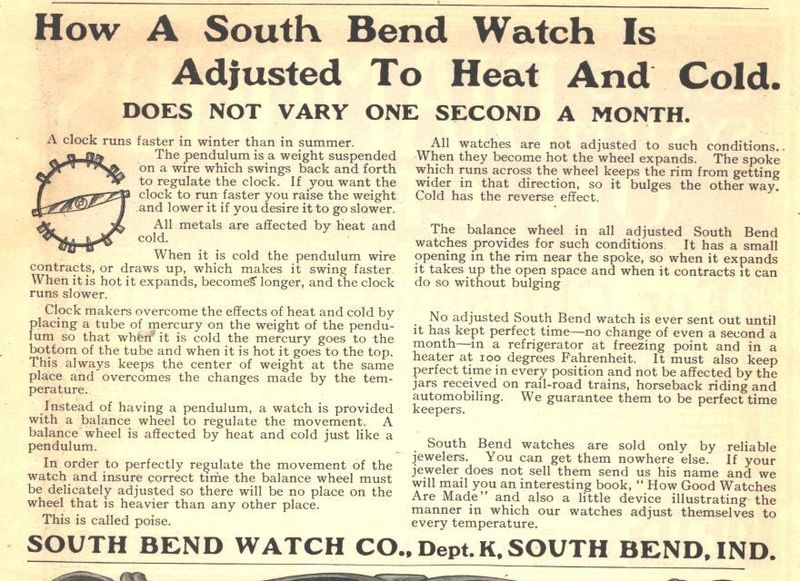 How A South Bend Watch Is
Adjusted To Heat And Cold.
DOES NOT VARY ONE SECOND A MONTH.
A clock runs faster in winter than in summer.
The pendulum is a weight suspended
on a wire which swings back and forth
to regulate the clock. If you want the
clock to run faster you raise the weight
and lower it if you desire it to go slower.
All metals are affected by heat and
cold.
When it is cold the pendulum wire
contracts, or draws up, which makes it swing faster
When it is hot it expands, becomes longer, and the clock
runs slower.
Clock makers overcome the effects of heat and cold by
placing a tube of mercury on the weight of the pendu-
lum so that when it is cold the mercury goes to the
bottom of the tube and when it is hot it goes to the top.
This always keeps the center of weight at the same
place and overcomes the changes made by the tem-
perature.
Instead of having a pendulum, a watch is provided
with a balance wheel to regulate the movement. A
balance wheel is affected by heat and cold just like a
pendulum.
In order to perfectly regulate the movement of the
watch and insure correct time the balance wheel must
be delicately adjusted so there will be no place on the
wheel that is heavier than any other place.
This is called poise.
All watches are not adjusted to such conditions..
When they become hot the wheel expands. The spoke
which runs across the wheel keeps the rim from getting
wider in that direction, so it bulges the other way.
Cold has the reverse effect.
The balance wheel in all adjusted South Bend
watches provides for such conditions It has a small
opening in the rim near the spoke, so when it expands
it takes up the open space and when it contracts it can
do so without bulging
No adjusted South Bend watch is ever sent out until
it has kept perfect time—no change of even a second a
month—in a refrigerator at freezing point and in a
heater at 100 degrees Fahrenheit. It must also keep
perfect time in every position and not be affected by the
jars received on rail-road trains, horseback riding and
automobiling. We guarantee them to be perfect time
keepers.
South Bend watches are sold only by reliable
jewelers. You can get them nowhere else. If your
jeweler does not sell them send us his name and we
will mail you an interesting book, "How Good Watches
Are Made" and also a little device illustrating the
manner in which our watches adjust themselves to
every temperature.
SOUTH BEND WATCH CO., Dept. K, SOUTH BEND, IND.